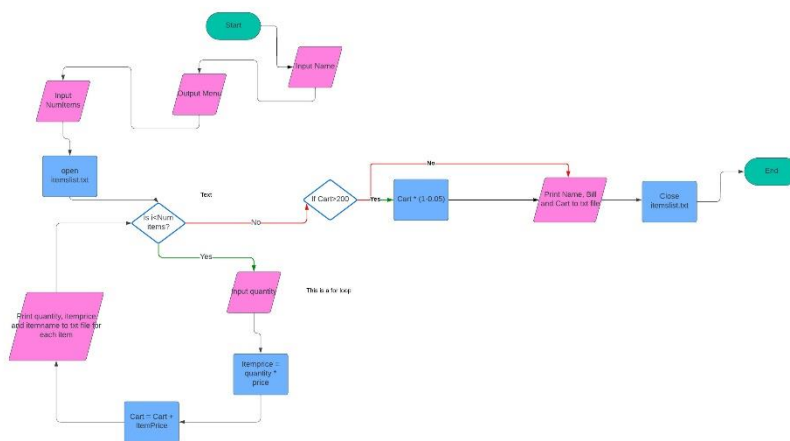 Start
Input Name
Output Menu
Input
NumItems
open
itemslist.txt
Text
is i<Num
items?
No
Yes
If Cart>200
No
Yes
Cart * (1-0.05)
Print Name, Bill
and Cart to txt file
Close
itemslist.txt
End
Input quantity
This is a for loop
Itemprice =
quantity *
price
Cart = Cart +
ItemPrice
Print quantity, itemprice
and itemname to txt file for
each item